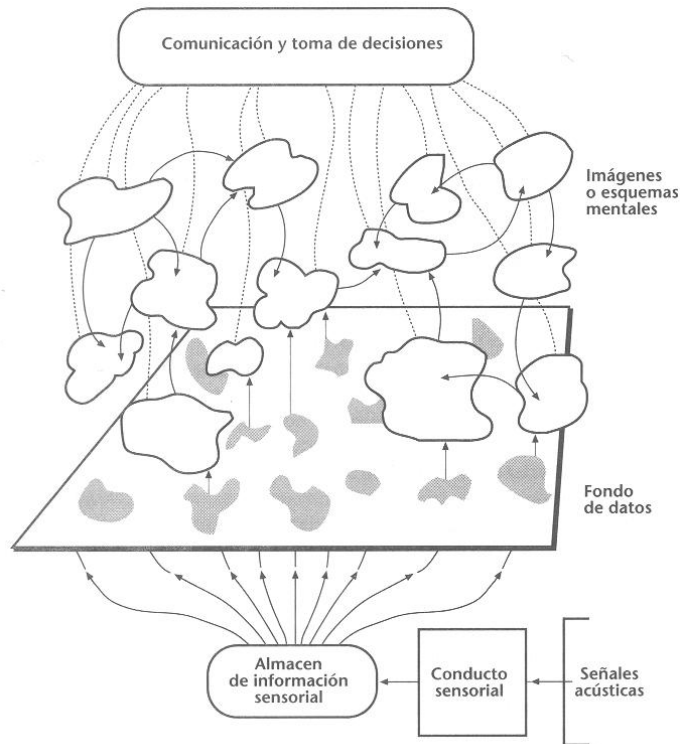 Comunicación y toma de decisiones
Imágenes
o esquemas
mentales
Fondo
de datos
Almacen
de información
sensorial
Conducto
sensorial
Señales
acústicas